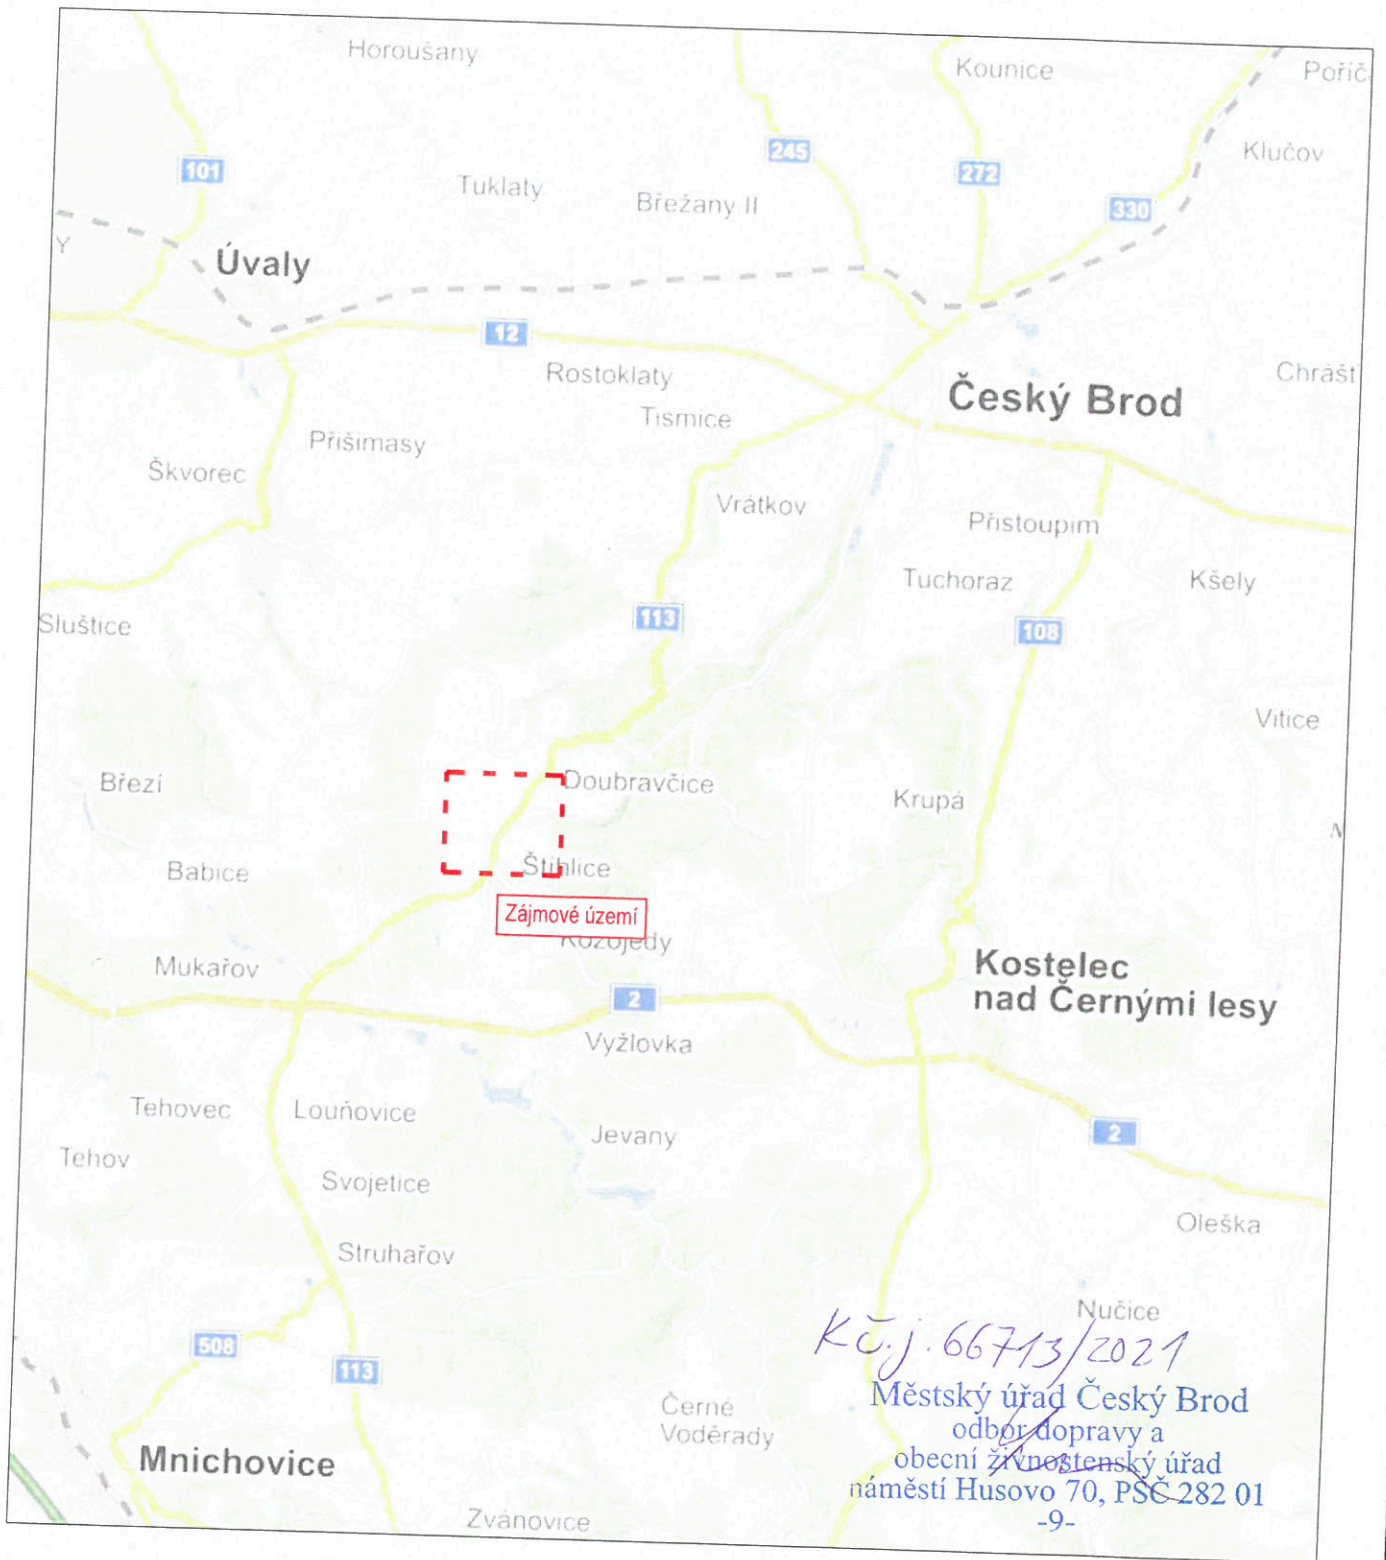 Horoušany
Kounice
Poříč
245
Klučov
101
272
Tuklaty
Břežany II
330
Y
Úvaly
12
Rostoklaty
Chrášt
Český Brod
Tismice
Přišimasy
Škvorec
Vrátkov
Přistoupim
Tuchoraz
Kšely
Sluštice
113
108
Vitice
Březí
Doubravčice
Krupá
Babice
Štíhlice
Zájmové území
Kozojedy
Mukařov
Kostelec
nad Černými lesy
2
Vyžlovka
Tehovec
Louňovice
Jevany
2
Tehov
Svojetice
Oleška
Struhařov
Nučice
K č.j. 66713/2021
508
113
Městský úřad Český Brod
odbor dopravy a
obecní živnostenský úřad
náměstí Husovo 70, PSČ 282 01
-9-
Černé
Voděrady
Mnichovice
Zvánovice